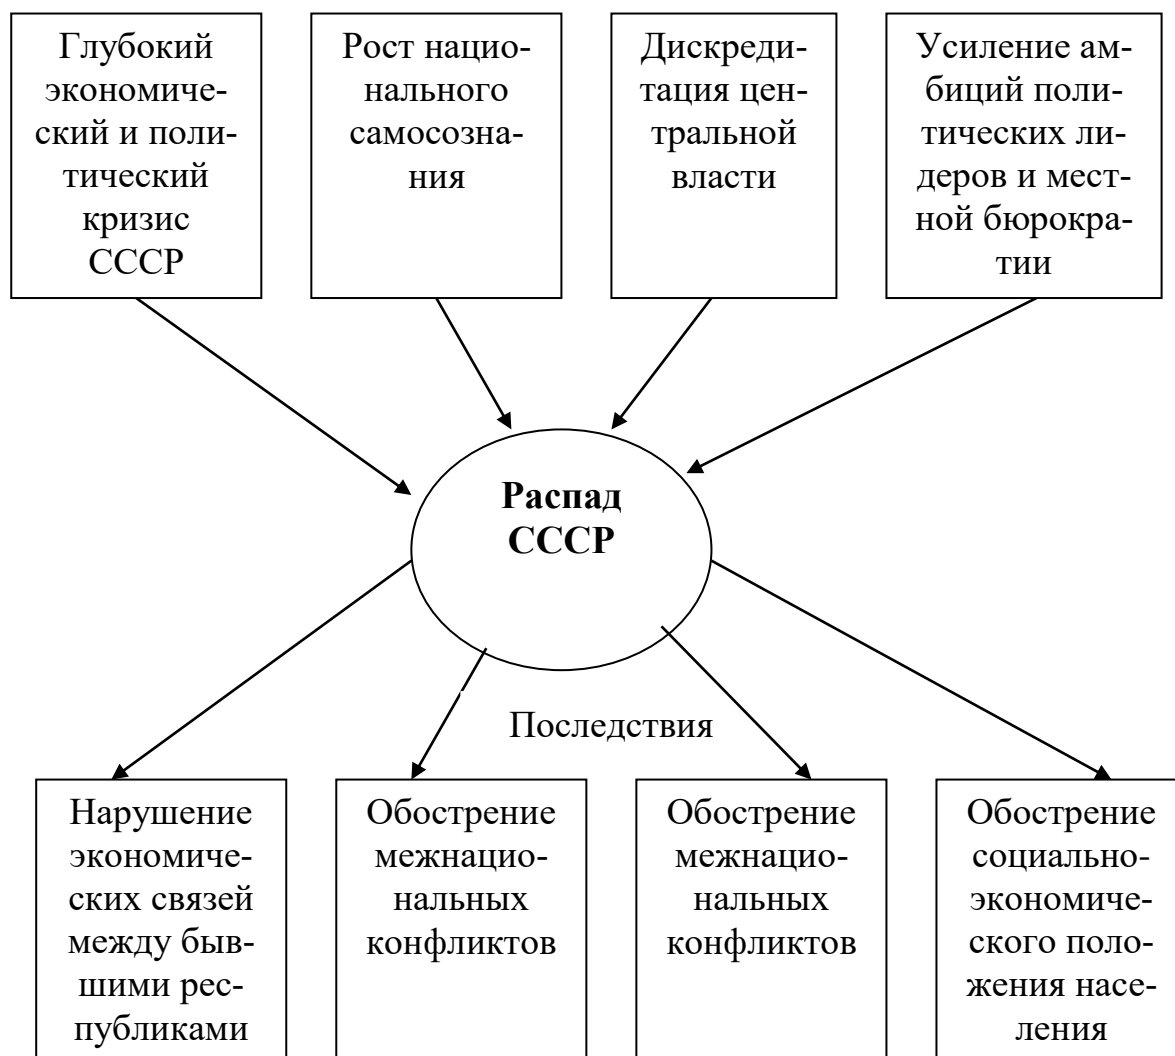 Глубокий
экономиче-
ский и поли-
тический
кризис
СССР
Рост нацио-
нального
самосозна-
ния
Дискреди-
тация цен-
тральной
власти
Усиление ам-
биций поли-
тических ли-
деров и мест-
ной бюрокра-
тии
Распад
СССР
Последствия
Нарушение
экономиче-
ских связей
между быв-
шими рес-
публиками
Обострение
межнацио-
нальных
конфликтов
Обострение
межнацио-
нальных
конфликтов
Обострение
социально-
экономиче-
ского поло-
жения насе-
ления